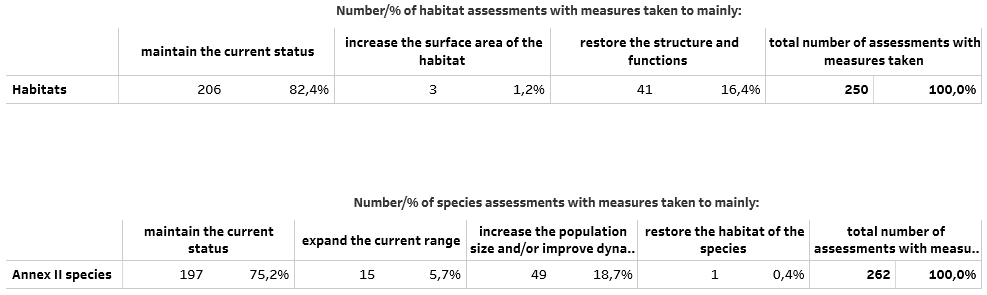 Number/% of habitat assessments with measures taken to mainly:
maintain the current status
increase the surface area of the
habitat
restore the structure and
functions
total number of assessments with
measures taken
Habitats 206 82,4% 3 1,2% 41 16,4% 250 100,0%
Number/% of species assessments with measures taken to mainly:
maintain the current
status
expand the current range
increase the population
size and/or improve dyna..
restore the habitat of the
species
total number of
assessments with measu..
Annex II species 197 75,2% 15 5,7% 49 18,7% 1 0,4% 262 100,0%